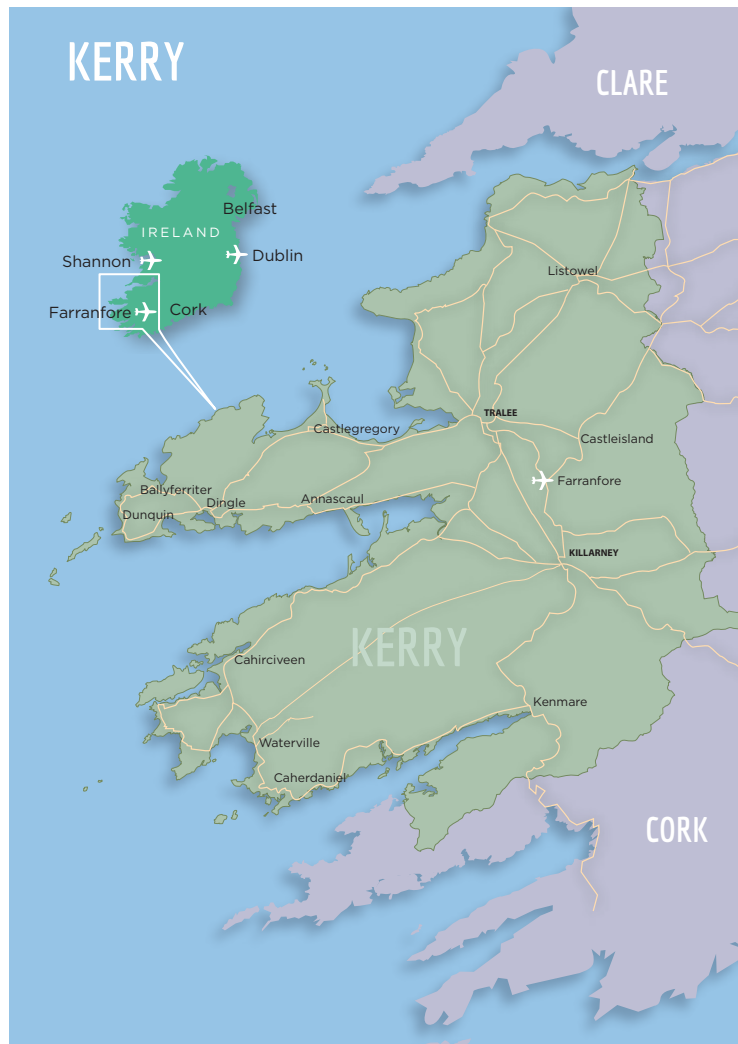 KERRY
CLARE
Belfast
IRELAND
Shannon
Dublin
Farranfore
Cork
Listowel
TRALEE
Castlegregory
Castleisland
Farranfore
Ballyferriter
Dingle
Annascaul
Dunquin
KILLARNEY
KERRY
Cahirciveen
Kenmare
Waterville
Caherdaniel
CORK